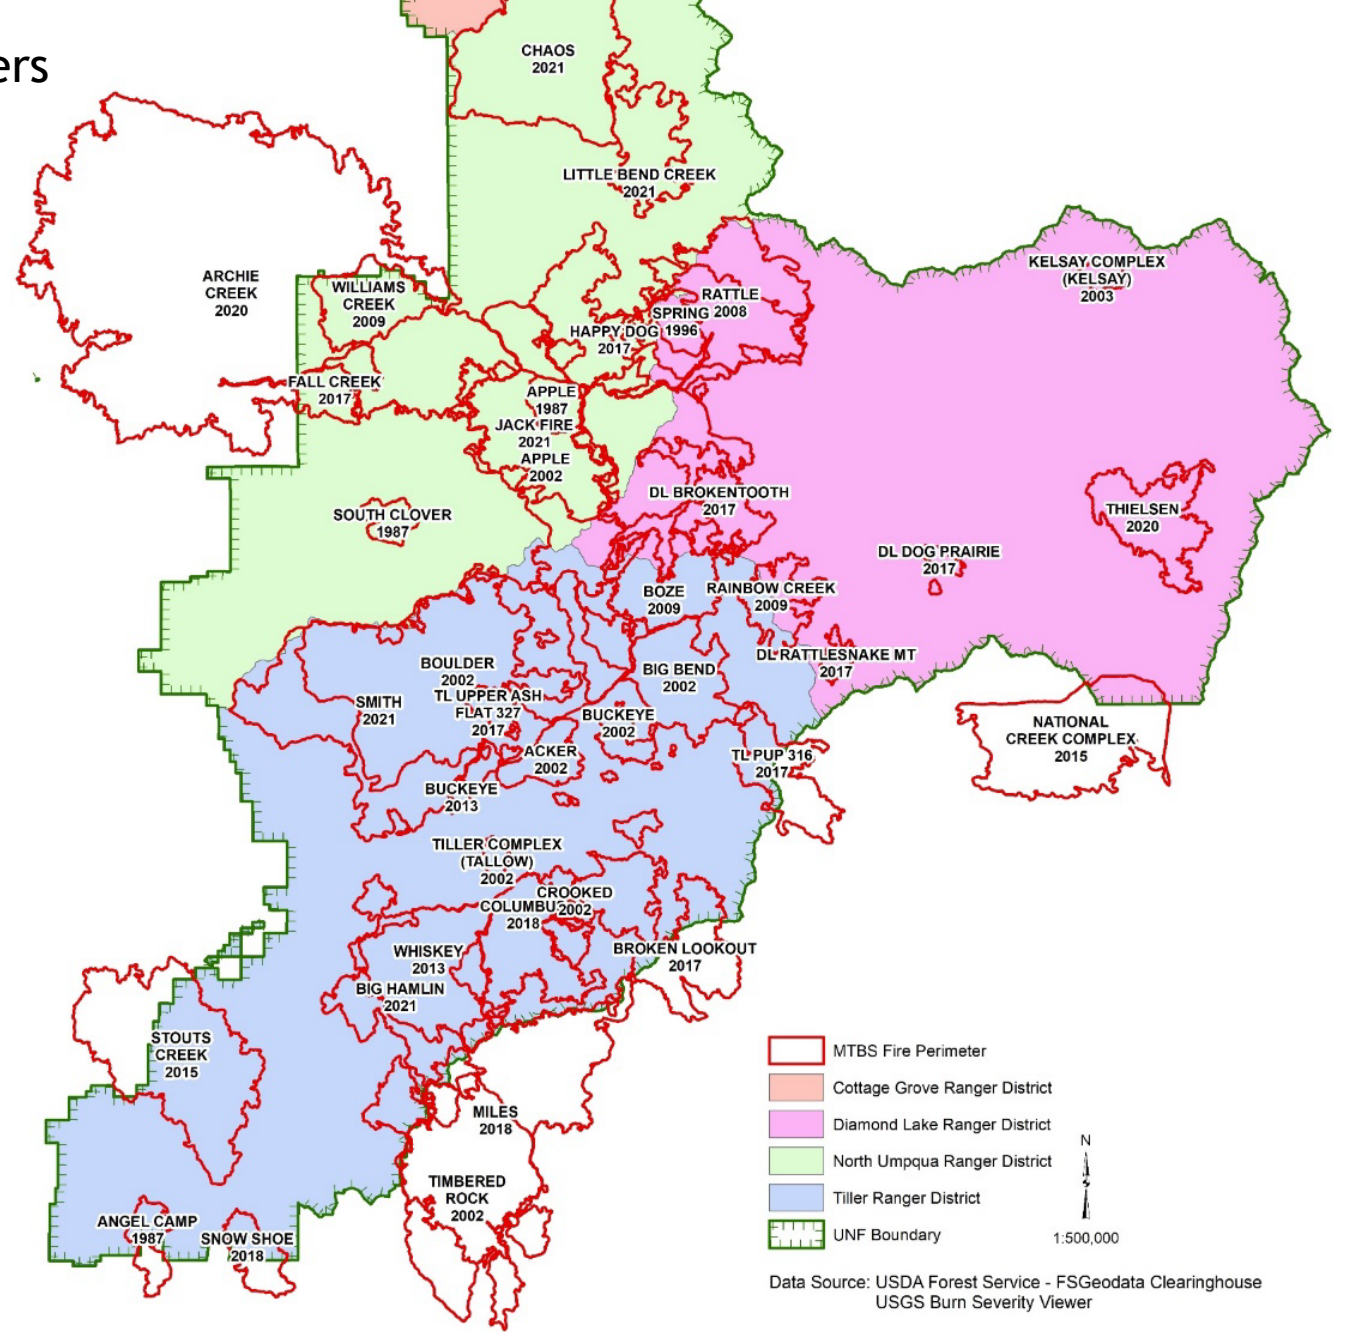 ers
CHAOS
2021
LITTLE BEND CREEK
2021
ARCHIE
CREEK
2020
WILLIAMS
CREEK
2009
KELSAY COMPLEX
(KELSAY)
2003
RATTLE
2008
SPRING
1996
HAPPY DOG
2017
FALL CREEK
2017
APPLE
1987
JACK FIRE
2021
APPLE
2002
SOUTH CLOVER
1987
DL BROKENTOOTH
2017
THIELSEN
2020
DL DOG PRAIRIE
2017
BOZE
2009
RAINBOW CREEK
2009
DL RATTLESNAKE MT
2017
BOULDER
2002
BIG BEND
2002
SMITH
2021
TL UPPER ASH
FLAT 327
2017
BUCKEYE
2002
ACKER
2002
TL PUP 316
2017
NATIONAL
CREEK COMPLEX
2015
BUCKEYE
2013
TILLER COMPLEX
(TALLOW)
2002
CROOKED
2002
COLUMBUS
2018
WHISKEY
2013
BROKEN LOOKOUT
2017
BIG HAMLIN
2021
STOUTS
CREEK
2015
MILES
2018
TIMBERED
ROCK
2002
ANGEL CAMP
1987
SNOW SHOE
2018
MTBS Fire Perimeter
Cottage Grove Ranger District
Diamond Lake Ranger District
North Umpqua Ranger District
Tiller Ranger District
UNF Boundary
N
1:500,000
Data Source: USDA Forest Service - FSGeodata Clearinghouse
USGS Burn Severity Viewer